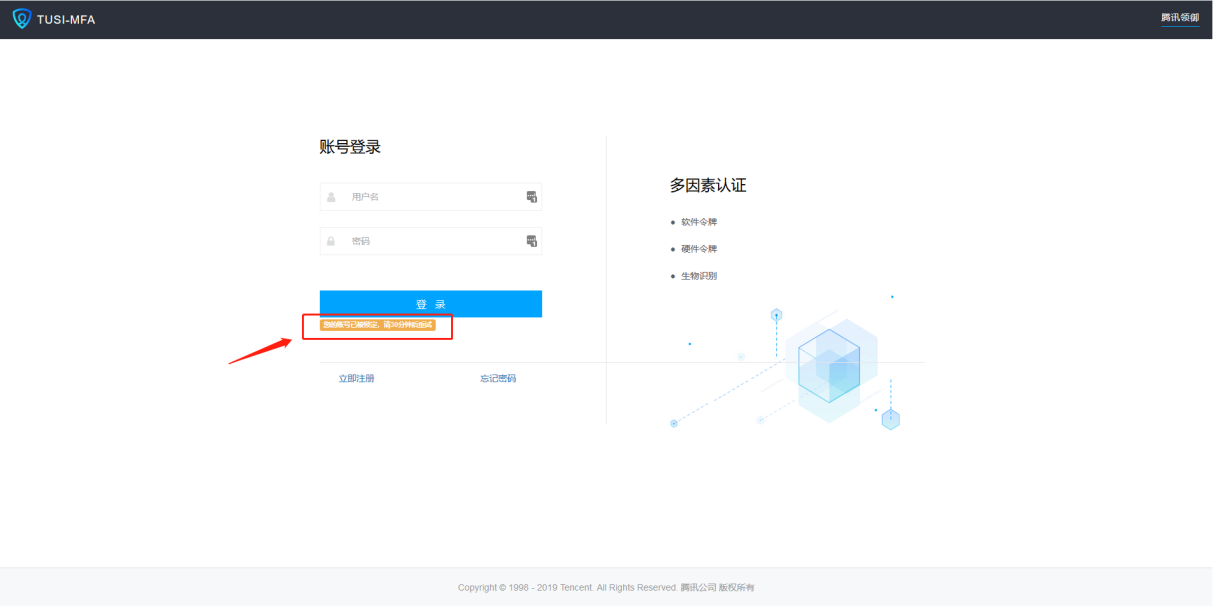 TUSI-MFA
腾讯领御
账号登录
用户名
密码
登 录
您的账号已被锁定，请30分钟后重试
立即注册
忘记密码
多因素认证
软件令牌
硬件令牌
生物识别
Copyright © 1998 - 2019 Tencent. All Rights Reserved. 腾讯公司 版权所有